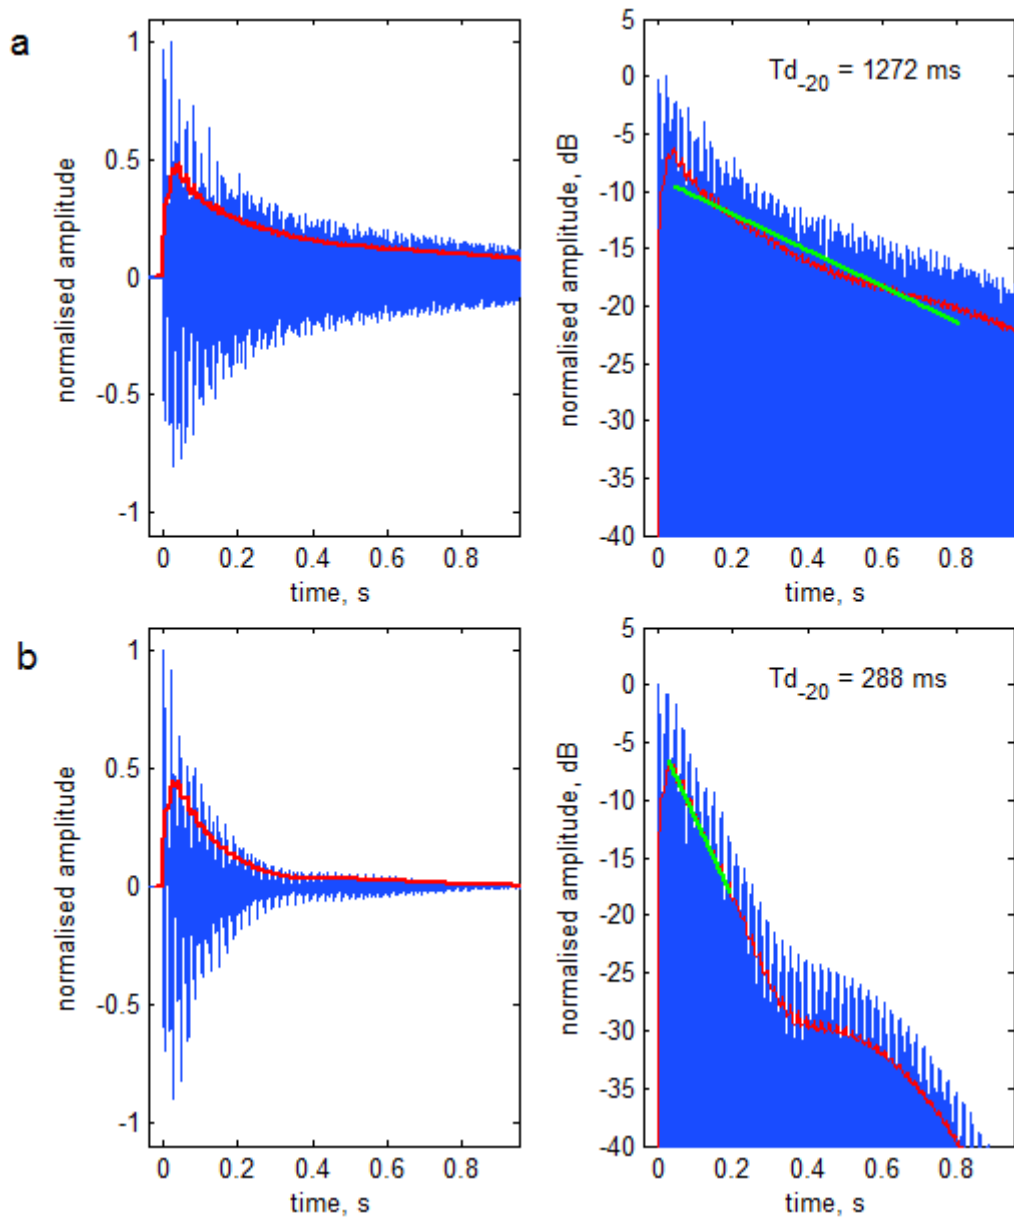 a
1
0.5
0
-0.5
-1
normalised amplitude
0 0.2 0.4 0.6 0.8
time, s
5
0
-5
-10
-15
-20
-25
-30
-35
-40
normalised amplitude, dB
Td-20 = 1272 ms
0 0.2 0.4 0.6 0.8
time, s
b
1
0.5
0
-0.5
-1
normalised amplitude
0 0.2 0.4 0.6 0.8
time, s
5
0
-5
-10
-15
-20
-25
-30
-35
-40
normalised amplitude, dB
Td-20 = 288 ms
0 0.2 0.4 0.6 0.8
time, s